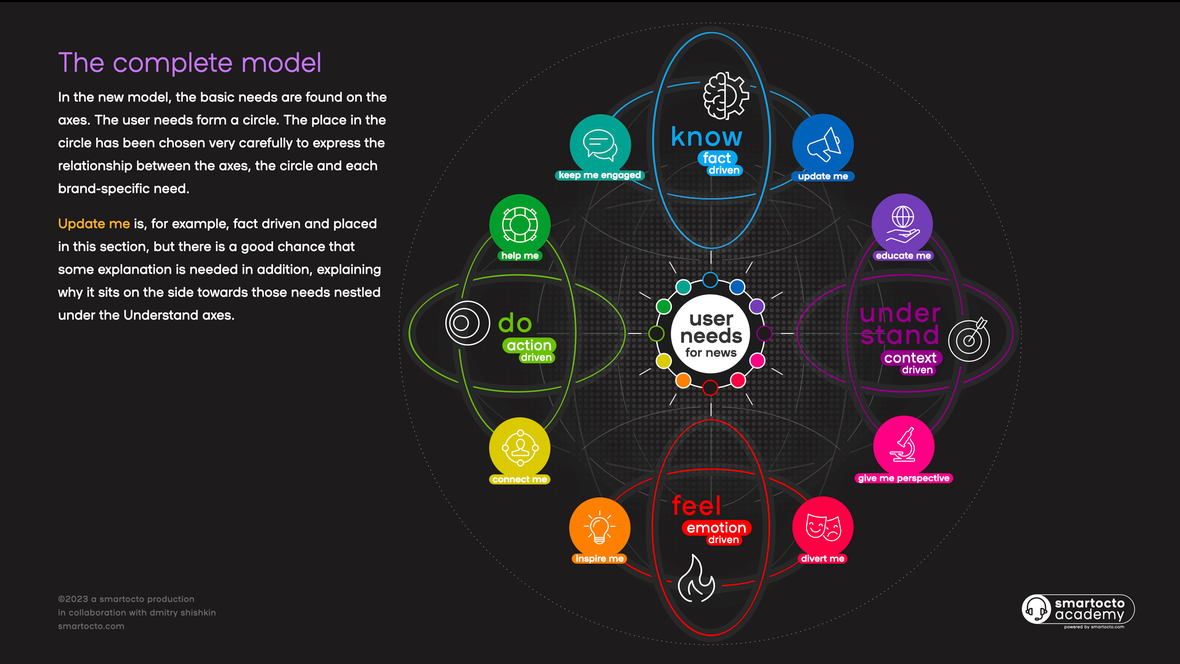 The complete model
In the new model, the basic needs are found on the
axes. The user needs form a circle. The place in the
circle has been chosen very carefully to express the
relationship between the axes, the circle and each
brand-specific need.
Update me is, for example, fact driven and placed
in this section, but there is a good chance that
some explanation is needed in addition, explaining
why it sits on the side towards those needs nestled
under the Understand axes.
know
fact
driven
keep me engaged
update me
help me
educate me
do
action
driven
user
needs
for news
under
stand
context
driven
connect me
give me perspective
feel
emotion
driven
inspire me
divert me
©2023 a smartocto production
in collaboration with dmitry shishkin
smartocto.com
smartocto
academy
powered by smartocto.com